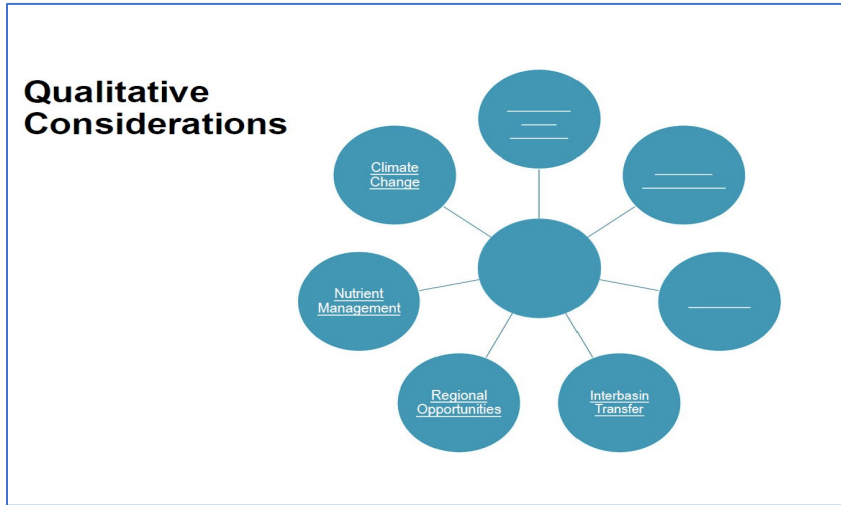 Qualitative
Considerations
Climate
Change
Nutrient
Management
Regional
Opportunities
Interbasin
Transfer